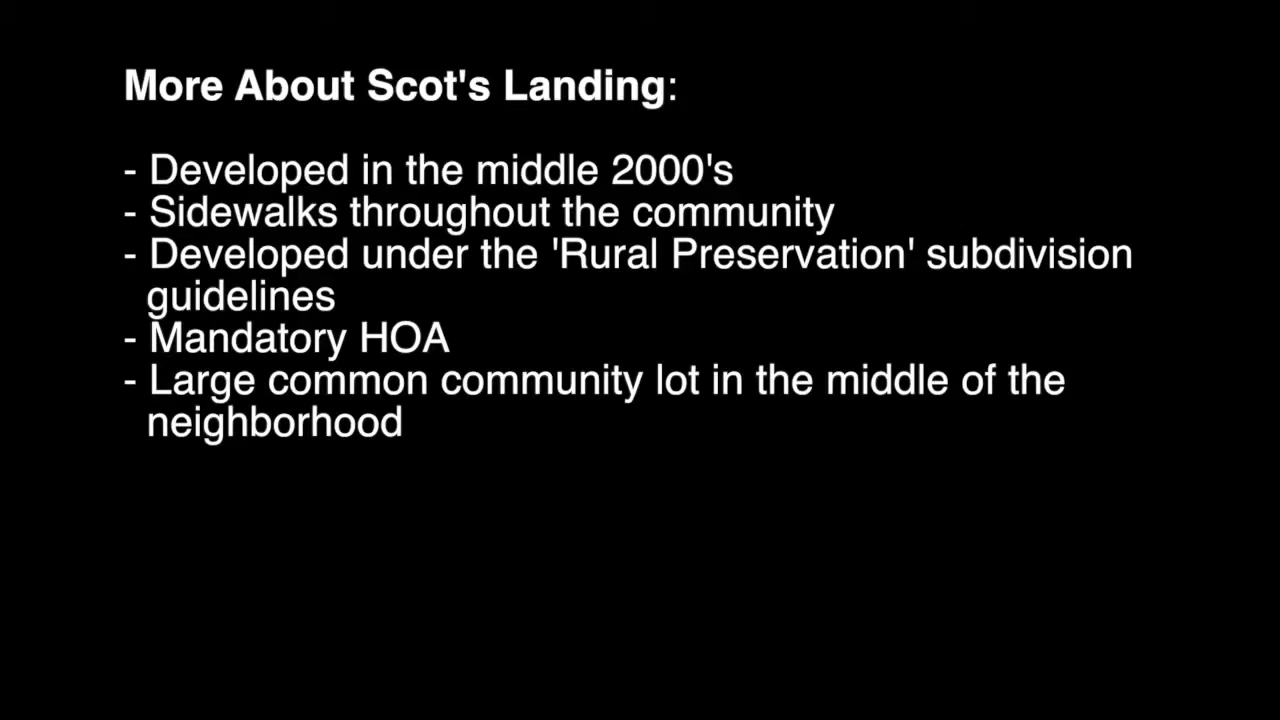 More About Scot's Landing:
- Developed in the middle 2000's
- Sidewalks throughout the community
- Developed under the 'Rural Preservation' subdivision
guidelines
- Mandatory HOA
- Large common community lot in the middle of the
neighborhood